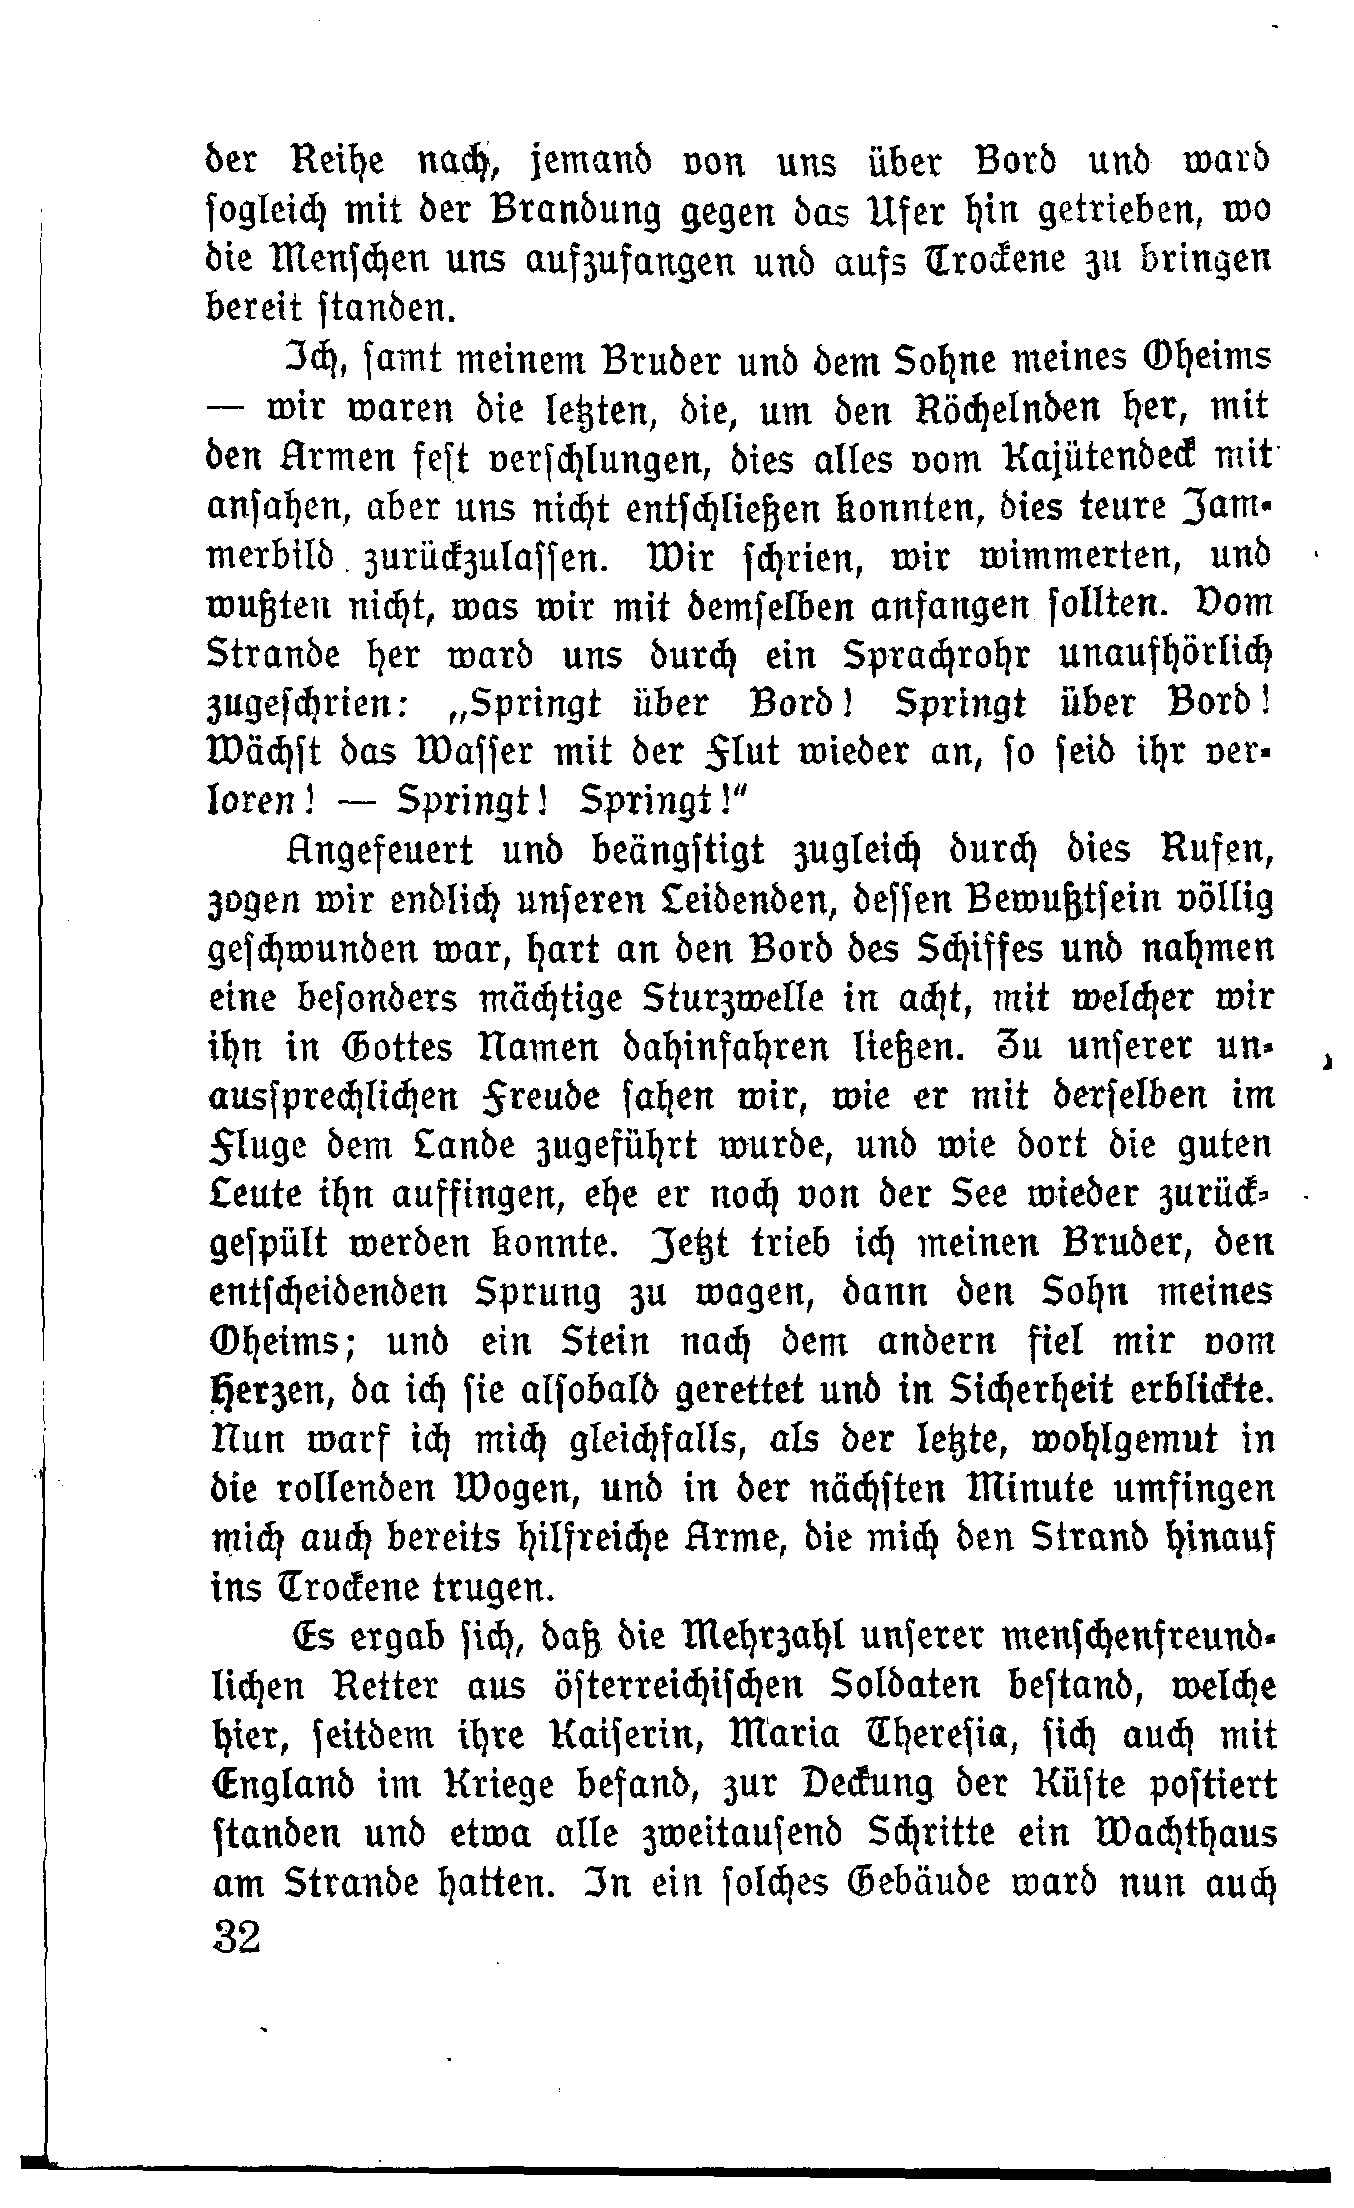 der Reihe nach, jemand von uns über Bord und ward
sogleich mit der Brandung gegen das Ufer hin getrieben, wo
die Menschen uns aufzufangen und aufs Trockene zu bringen
bereit standen.
Ich, samt meinem Bruder und dem Sohne meines Oheims
— wir waren die letzten, die, um den Röchelnden her, mit
den Armen fest verschlungen, dies alles vom Kajütendeck mit
ansahen, aber uns nicht entschließen konnten, dies teure Jam-
merbild zurückzulassen. Wir schrien, wir wimmerten, und
wußten nicht, was wir mit demselben anfangen sollten. Vom
Strande her ward uns durch ein Sprachrohr unaufhörlich
zugeschrien: „Springt über Bord! Springt über Bord!
Wächst das Wasser mit der Flut wieder an, so seid ihr ver-
loren! — Springt! Springt!"
Angefeuert und beängstigt zugleich durch dies Rufen,
zogen wir endlich unseren Leidenden, dessen Bewußtsein völlig
geschwunden war, hart an den Bord des Schiffes und nahmen
eine besonders mächtige Sturzwelle in acht, mit welcher wir
ihn in Gottes Namen dahinfahren ließen. Zu unserer un-
aussprechlichen Freude sahen wir, wie er mit derselben im
Fluge dem Lande zugeführt wurde, und wie dort die guten
Leute ihn auffingen, ehe er noch von der See wieder zurück-
gespült werden konnte. Jetzt trieb ich meinen Bruder, den
entscheidenden Sprung zu wagen, dann den Sohn meines
Oheims; und ein Stein nach dem andern fiel mir vom
Herzen, da ich sie alsobald gerettet und in Sicherheit erblickte.
Nun warf ich mich gleichfalls, als der letzte, wohlgemut in
die rollenden Wogen, und in der nächsten Minute umfingen
mich auch bereits hilfreiche Arme, die mich den Strand hinauf
ins Trockene trugen.
Es ergab sich, daß die Mehrzahl unserer menschenfreund-
lichen Retter aus österreichischen Soldaten bestand, welche
hier, seitdem ihre Kaiserin, Maria Theresia, sich auch mit
England im Kriege befand, zur Deckung der Küste postiert
standen und etwa alle zweitausend Schritte ein Wachthaus
am Strande hatten. In ein solches Gebäude ward nun auch
32